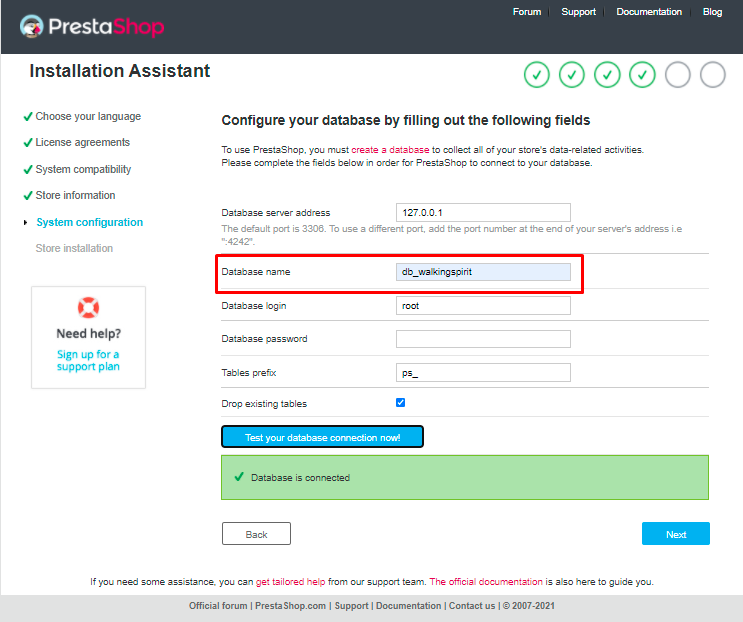 PrestaShop
Forum Support Documentation Blog
Installation Assistant
Choose your language
License agreements
System compatibility
Store information
System configuration
Store installation
Need help?
Sign up for a
support plan
Configure your database by filling out the following fields
To use PrestaShop, you must create a database to collect all of your store's data-related activities.
Please complete the fields below in order for PrestaShop to connect to your database.
Database server address 127.0.0.1
The default port is 3306. To use a different port, add the port number at the end of your server's address i.e
":4242".
Database name db_walkingspirit
Database login root
Database password
Tables prefix ps_
Drop existing tables
Test your database connection now!
Database is connected
Back Next
If you need some assistance, you can get tailored help from our support team. The official documentation is also here to guide you.
Official forum | PrestaShop.com | Support | Documentation | Contact us | © 2007-2021